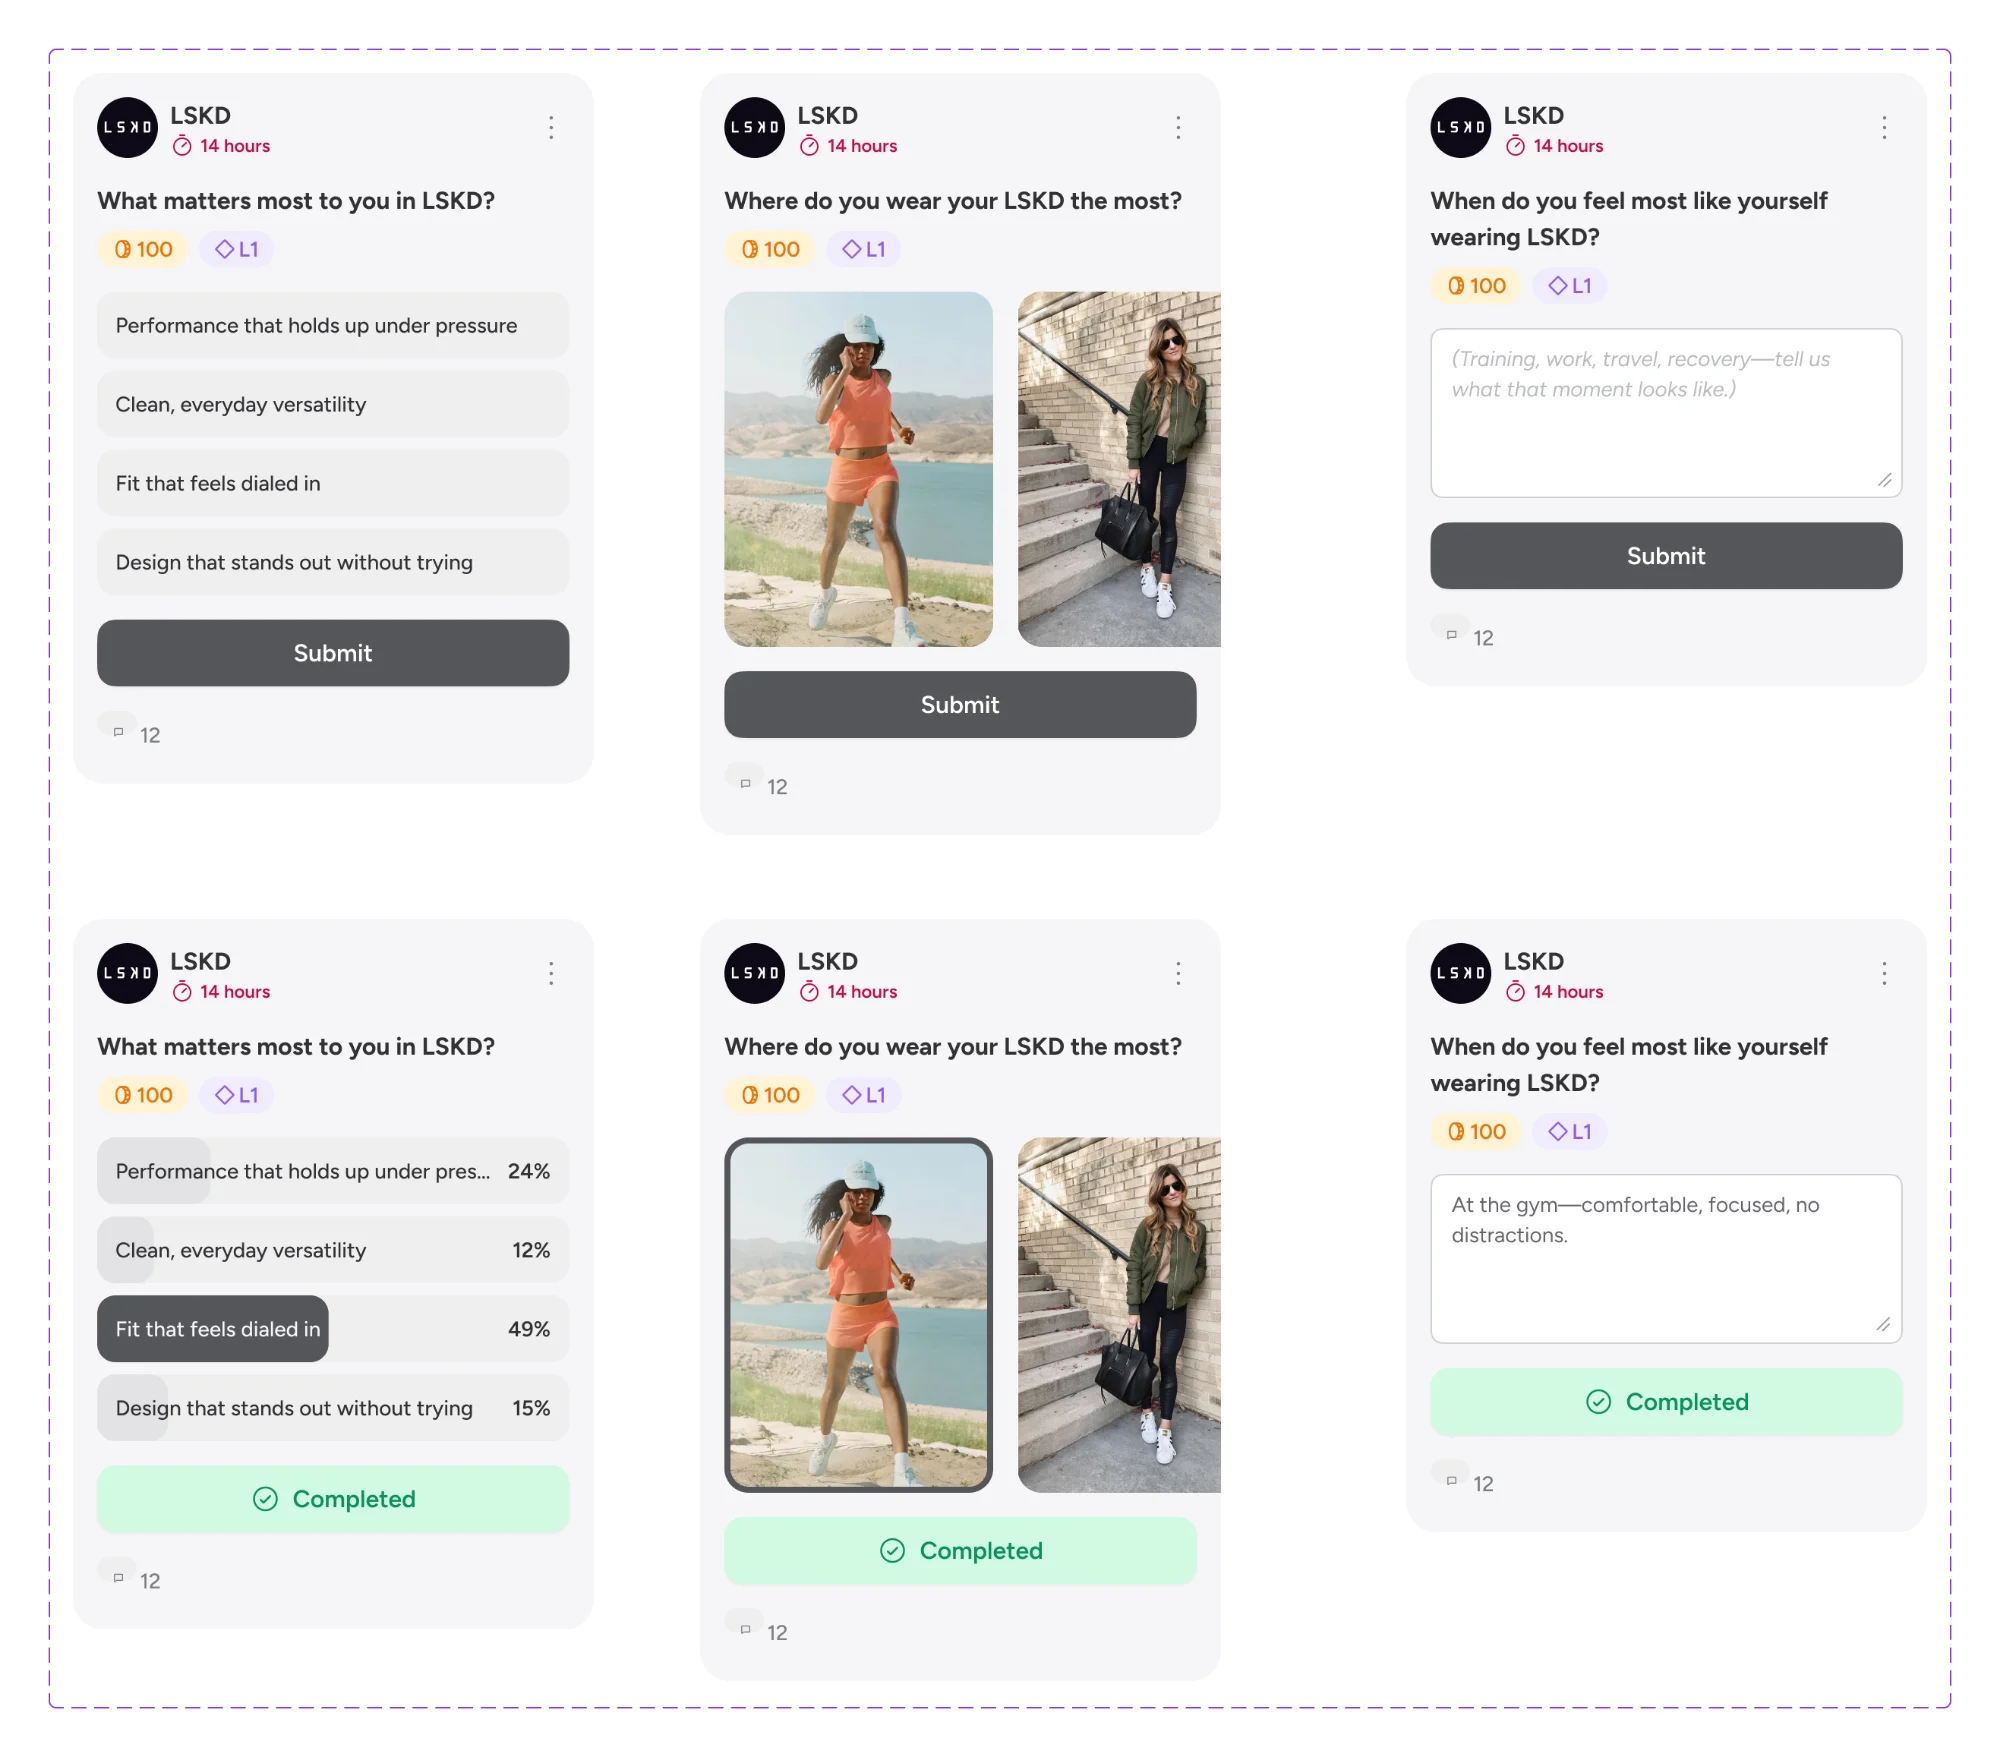 LSKD
LSKD
14 hours
What matters most to you in LSKD?
100
L1
Performance that holds up under pressure
Clean, everyday versatility
Fit that feels dialed in
Design that stands out without trying
Submit
12
LSKD
LSKD
14 hours
Where do you wear your LSKD the most?
100
L1
Submit
12
LSKD
LSKD
14 hours
When do you feel most like yourself
wearing LSKD?
100
L1
(Training, work, travel, recovery—tell us
what that moment looks like.)
Submit
12
LSKD
LSKD
14 hours
What matters most to you in LSKD?
100
L1
Performance that holds up under pres... 24%
Clean, everyday versatility 12%
Fit that feels dialed in 49%
Design that stands out without trying 15%
Completed
12
LSKD
LSKD
14 hours
Where do you wear your LSKD the most?
100
L1
Completed
12
LSKD
LSKD
14 hours
When do you feel most like yourself
wearing LSKD?
100
L1
At the gym—comfortable, focused, no
distractions.
Completed
12